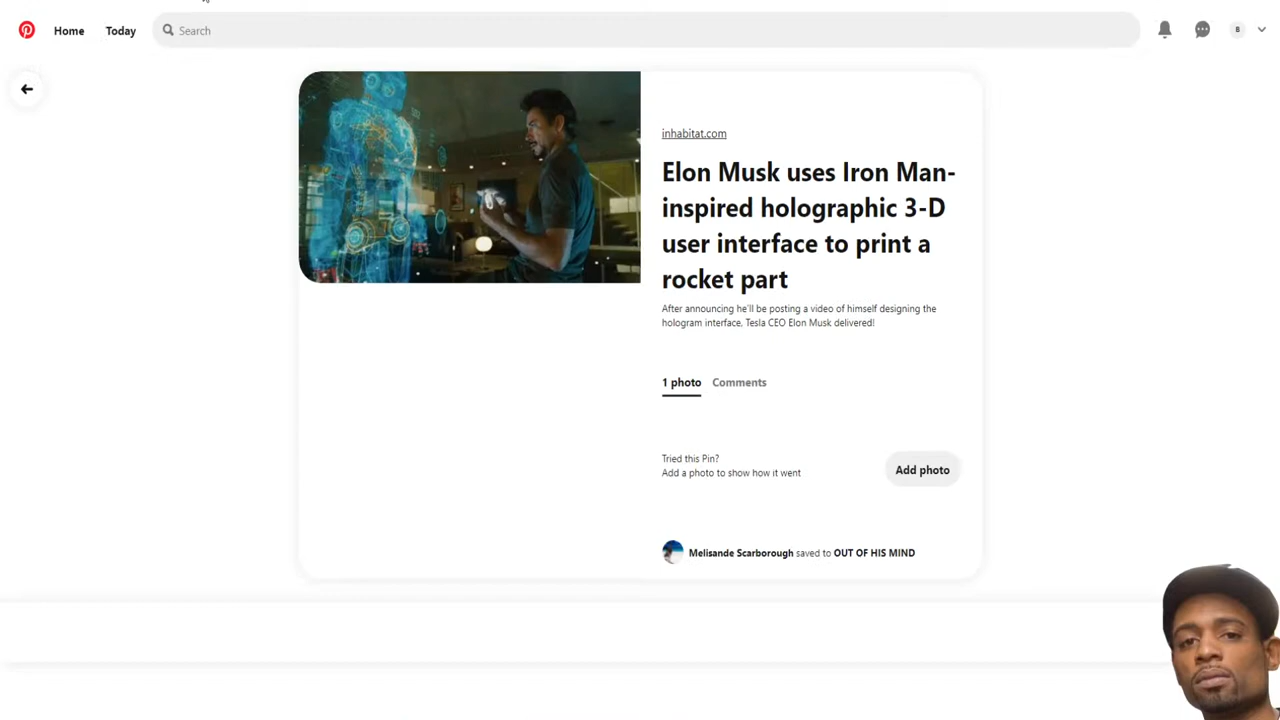 Home Today Search 8
inhabitat.com
Elon Musk uses Iron Man-
inspired holographic 3-D
user interface to print a
rocket part
After announcing he'll be posting a video of himself designing the
hologram interface, Tesla CEO Elon Musk delivered!
1 photo Comments
Tried this Pin?
Add a photo to show how it went
Add photo
Melisande Scarborough saved to OUT OF HIS MIND